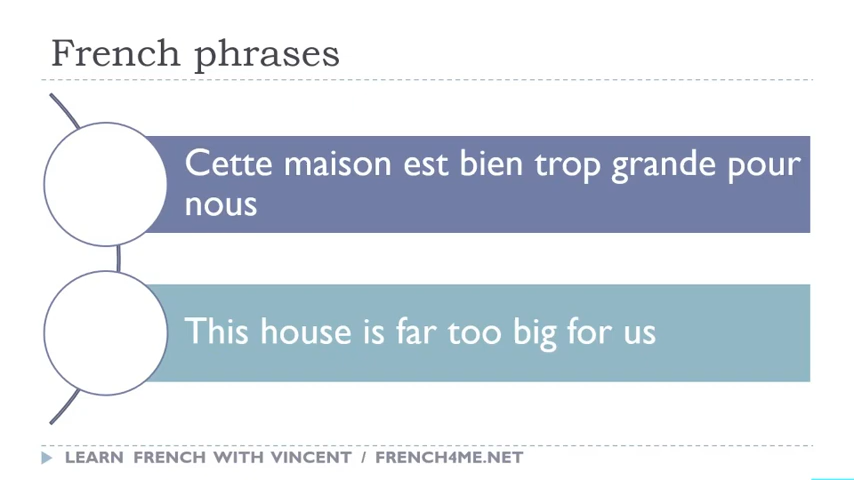 French phrases
Cette maison est bien trop grande pour
nous
This house is far too big for us
LEARN FRENCH WITH VINCENT / FRENCH4ME.NET